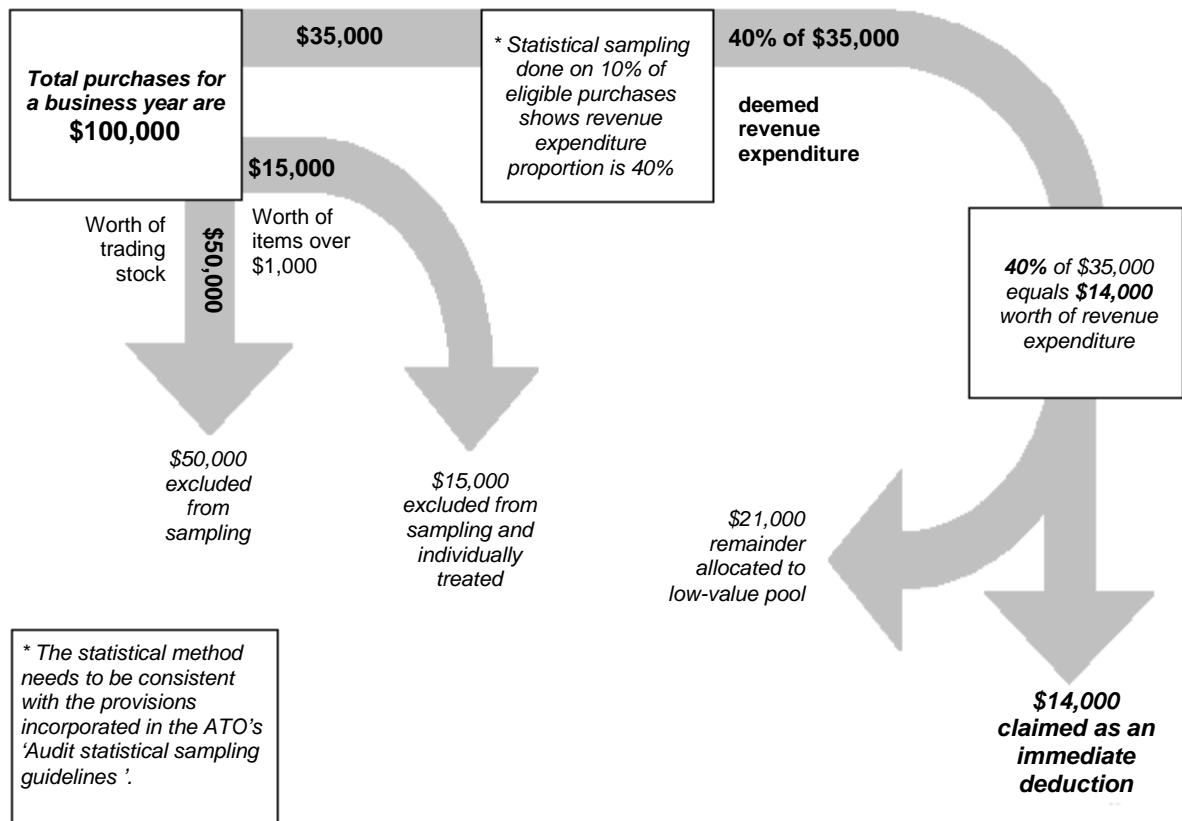 Total purchases for
a business year are
$100,000
$35,000
* Statistical sampling
done on 10% of
eligible purchases
shows revenue
expenditure
proportion is 40%
40% of $35,000
deemed
revenue
expenditure
$15,000
Worth of
trading
stock
$50,000
Worth of
items over
$1,000
40% of $35,000
equals $14,000
worth of revenue
expenditure
$50,000
excluded
from
sampling
$15,000
excluded from
sampling and
individually
treated
$21,000
remainder
allocated to
low-value pool
* The statistical method
needs to be consistent
with the provisions
incorporated in the ATO’s
‘Audit statistical sampling
guidelines ’.
$14,000
claimed as an
immediate
deduction